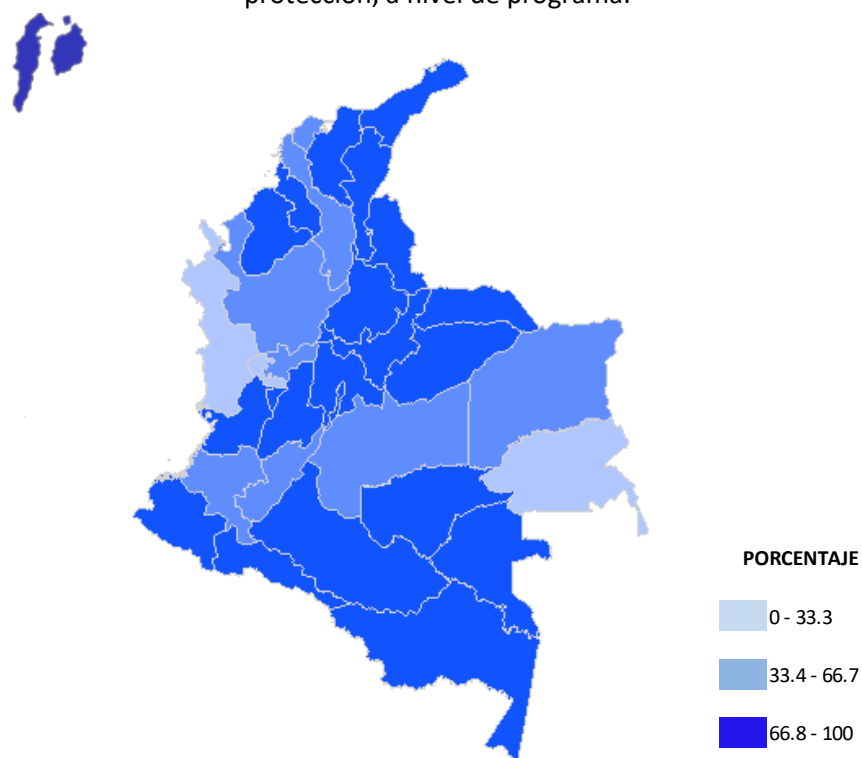 protección, a nivel de programa.
PORCENTAJE
0 - 33.3
33.4 - 66.7
66.8 - 100